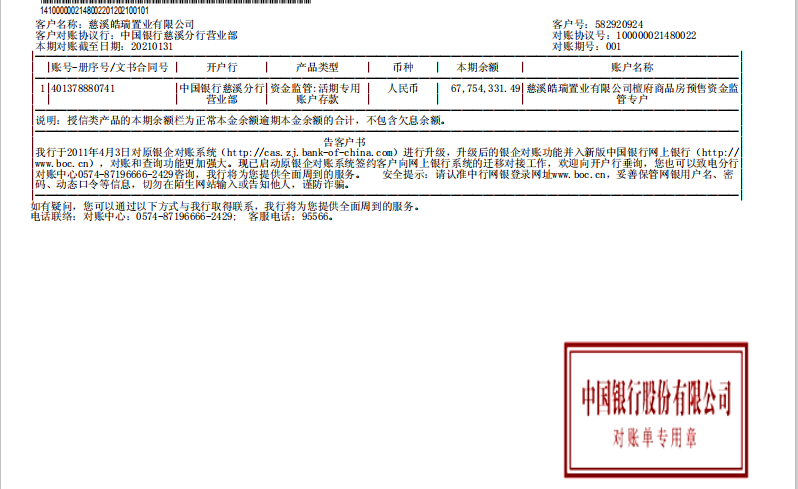 14100000021480022012021001​01
客户名称：慈溪皓瑞置业有限公司 客户号：582920924
客户对账协议行：中国银行慈溪分行营业部 对账协议号：100000021480022
本期对账截至日期：20210131 对账期号：001
账号-册序号/文书合同号 开户行 产品类型 币种 本期余额 账户名称
1 401378880741 中国银行慈溪分行 资金监管:活期专用 人民币 67,754,331.49 慈溪皓瑞置业有限公司檀府商品房预售资金监
营业部 账户存款 管专户
说明：授信类产品的本期余额栏为正常本金余额逾期本金余额的合计，不包含欠息余额。
告客户书
我行于2011年4月3日对原银企对账系统（http://cas.zj.bank-of-china.com）进行升级，升级后的银企对账功能并入新版中国银行网上银行（http://
www.boc.cn），对账和查询功能更加强大。现已启动原银企对账系统签约客户向网上银行系统的迁移对接工作，欢迎向开户行垂询，您也可以致电分行
对账中心0574-87196666-2429咨询，我行将为您提供全面周到的服务。 安全提示：请认准中行网银登录网址www.boc.cn，妥善保管网银用户名、密
码、动态口令等信息，切勿在陌生网站输入或告知他人，谨防诈骗。
如有疑问，您可以通过以下方式与我行取得联系，我行将为您提供全面周到的服务。
电话联络：对账中心：0574-87196666-2429; 客服电话：95566。
中国银行股份有限公司
对账单专用章